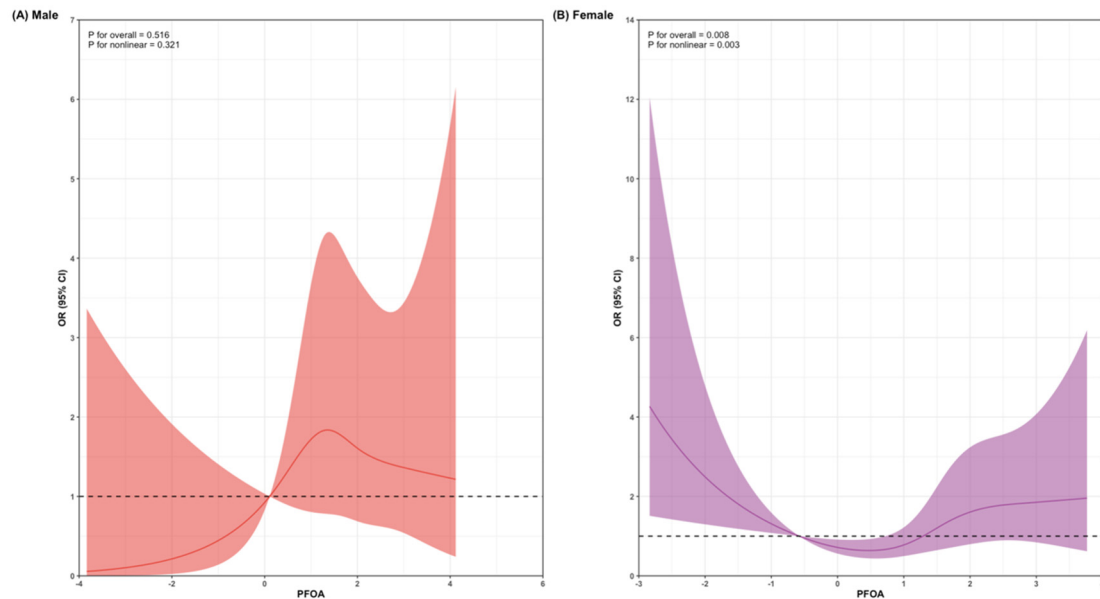 (A) Male
P for overall = 0.516
P for nonlinear = 0.321
7
6
5
4
3
2
1
0
OR (95% CI)
-4
-2
0
2
4
6
PFOA
(B) Female
P for overall = 0.008
P for nonlinear = 0.003
14
12
10
8
6
4
2
0
OR (95% CI)
-3
-2
-1
0
1
2
3
PFOA